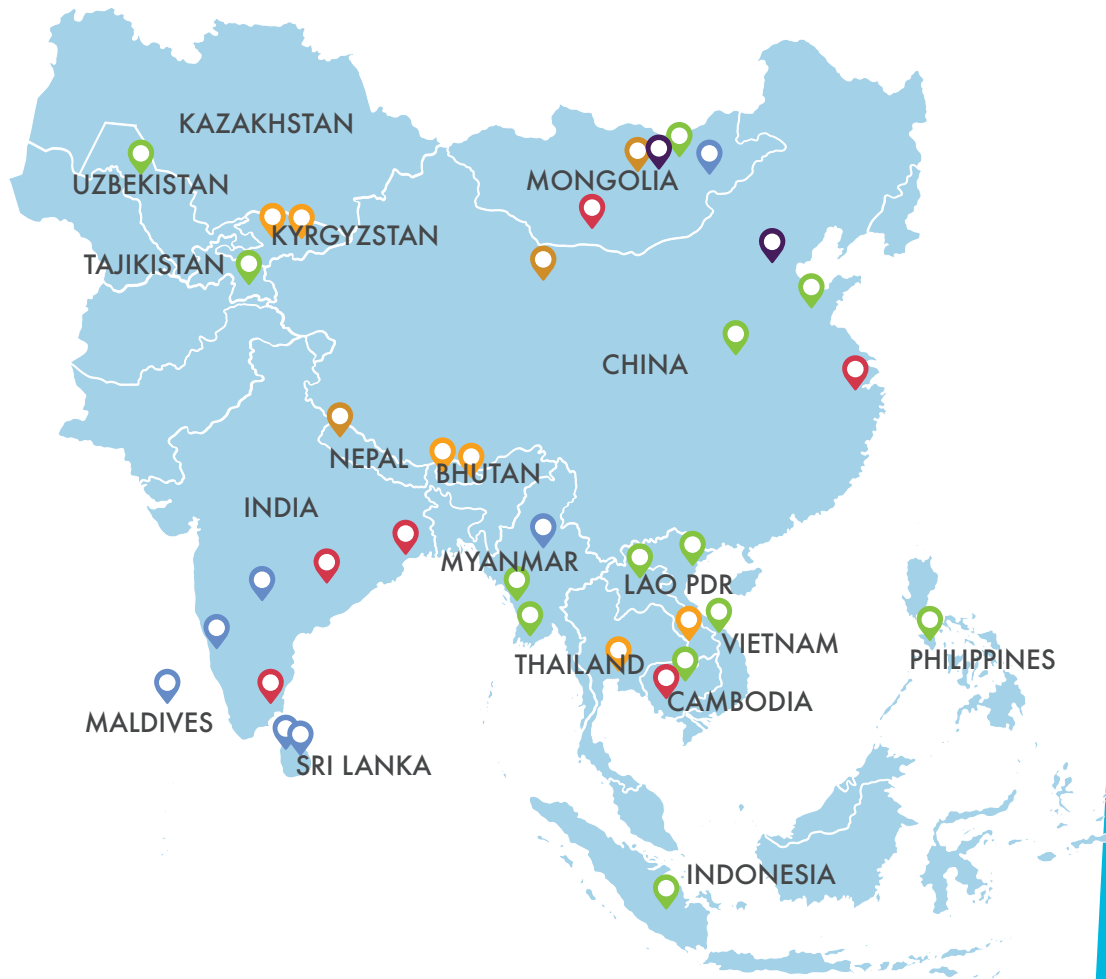 KAZAKHSTAN
UZBEKISTAN
MONGOLIA
KYRGYZSTAN
TAJIKISTAN
CHINA
NEPAL
BHUTAN
INDIA
MYANMAR
LAO PDR
VIETNAM
THAILAND
PHILIPPINES
CAMBODIA
MALDIVES
SRI LANKA
INDONESIA